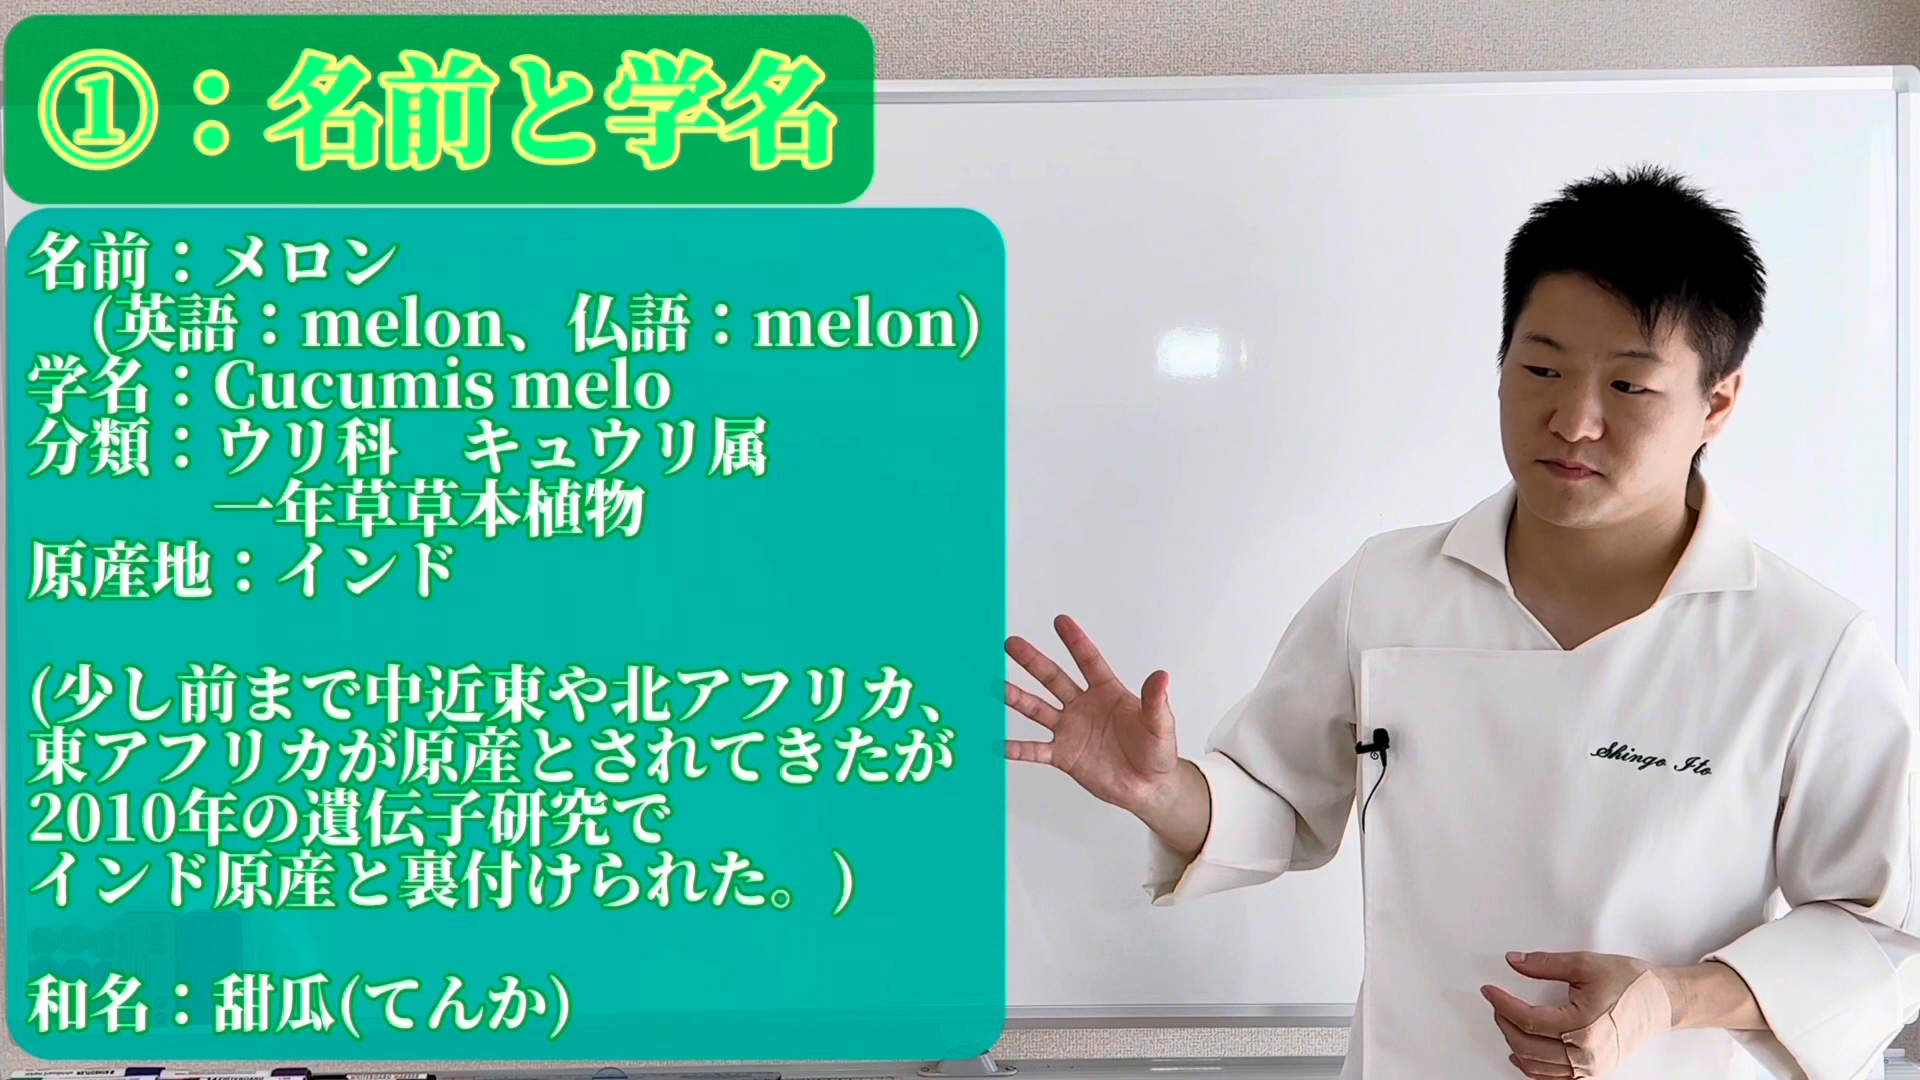 ①：名前と学名
名前：メロン
(英語：melon、仏語：melon)
学名：Cucumis melo
分類：ウリ科　キュウリ属
一年草草本植物
原産地：インド
(少し前まで中近東や北アフリカ、
東アフリカが原産とされてきたが
2010年の遺伝子研究で
インド原産と裏付けられた。)
和名：甜瓜(てんか)
Shingo Ito